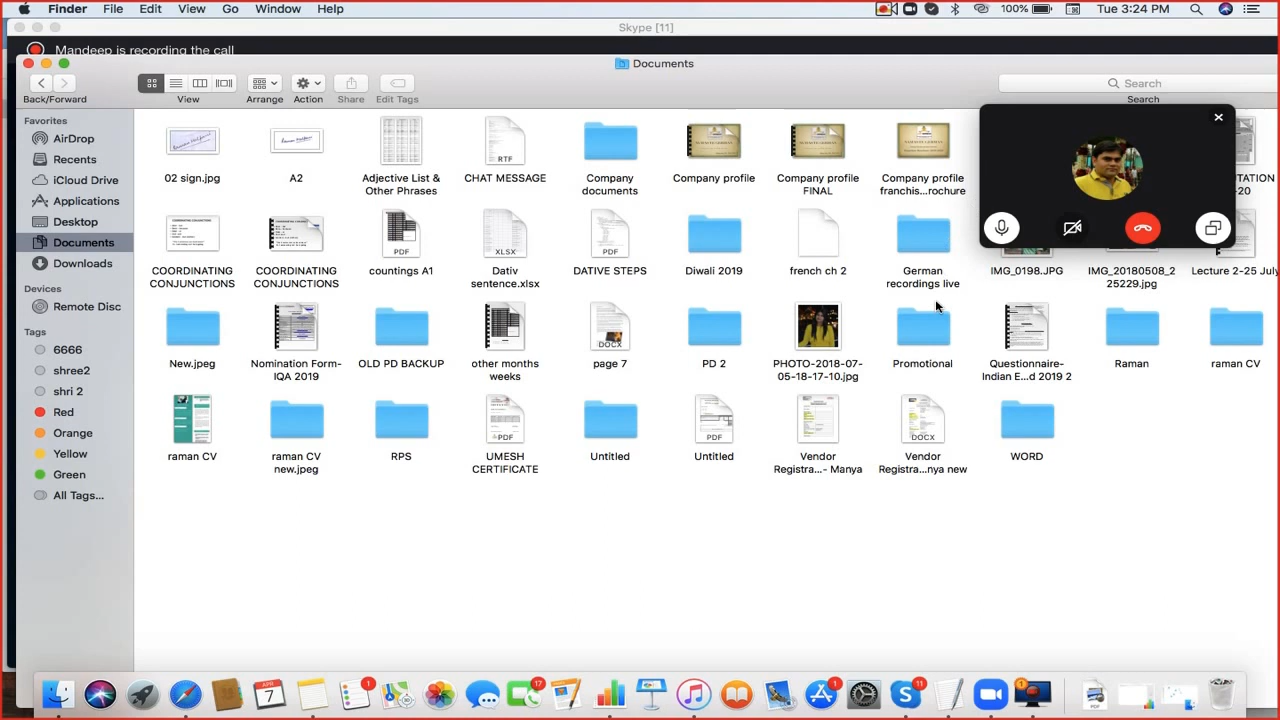 Finder File Edit View Go Window Help 100% Tue 3:24 PM
Skype [11]
Mandeep is recording the call
Documents
Search
Back/Forward View Arrange Action Share Edit Tags Search
Favorites
AirDrop
Recents
iCloud Drive
Applications
Desktop
Documents
Downloads
Devices
Remote Disc
Tags
6666
shree2
shri 2
Red
Orange
Yellow
Green
All Tags...
02 sign.jpg
A2
Adjective List &
Other Phrases
RTF
CHAT MESSAGE
Company
documents
Company profile
Company profile
FINAL
Company profile
franchis...rochure
COORDINATING
CONJUNCTIONS
COORDINATING
CONJUNCTIONS
PDF
countings A1
XLSX
Dativ
sentence.xlsx
PDF
DATIVE STEPS
Diwali 2019
french ch 2
German
recordings live
IMG_0198.JPG
IMG_20180508_2
25229.jpg
Lecture 2-25 July
New.jpeg
Nomination Form-
IQA 2019
OLD PD BACKUP
other months
weeks
DOCX
page 7
PD 2
PHOTO-2018-07-
05-18-17-10.jpg
Promotional
Questionnaire-
Indian E...d 2019 2
Raman
raman CV
raman CV
raman CV
new.jpeg
RPS
PDF
UMESH
CERTIFICATE
Untitled
PDF
Untitled
Vendor
Registra...- Manya
DOCX
Vendor
Registra...nya new
WORD
APR
7
1
17
1
11
1
PDF